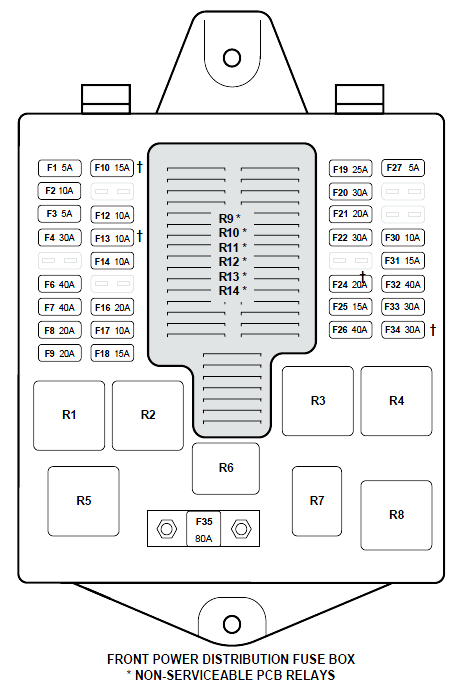 F1 5A
F10 15A †
F2 10A
F3 5A
F12 10A
F4 30A
F13 10A †
F14 10A
F6 40A
F7 40A
F16 20A
F8 20A
F17 10A
F9 20A
F18 15A
R9 *
R10 *
R11 *
R12 *
R13 *
R14 *
F19 25A
F27 5A
F20 30A
F21 20A
F22 30A
F30 10A
F31 15A
F24 20A †
F32 40A
F25 15A
F33 30A
F26 40A
F34 30A †
R1
R2
R3
R4
R5
R6
R7
R8
F35
80A
FRONT POWER DISTRIBUTION FUSE BOX
* NON-SERVICEABLE PCB RELAYS